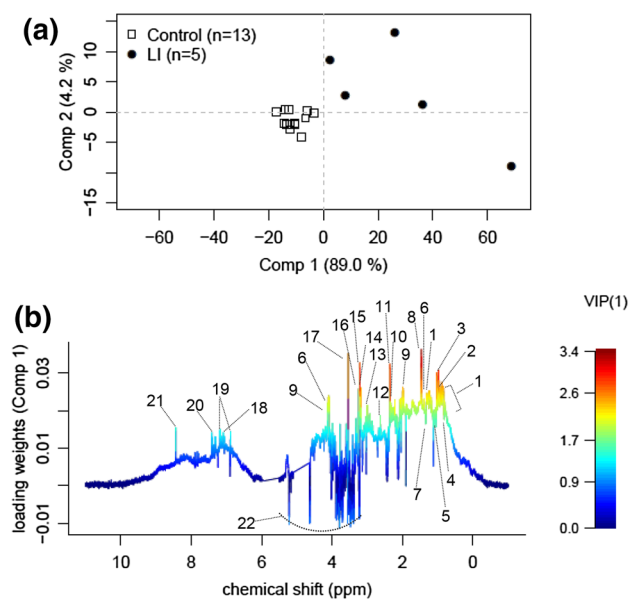 (a)
Control (n=13)
LI (n=5)
Comp 2 (4.2 %)
15
5
0
−5
−15
−60 −40 −20 0 20 40 60
Comp 1 (89.0 %)
(b)
VIP(1)
loading weights (Comp 1)
0.03
0.01
−0.01
11 6
15 8 1 3
16 14 10
17 13 9 2
6 1
9 12
21 20 19 18
7 4
5
22
3.4
2.6
1.7
0.9
0.0
10 8 6 4 2 0
chemical shift (ppm)